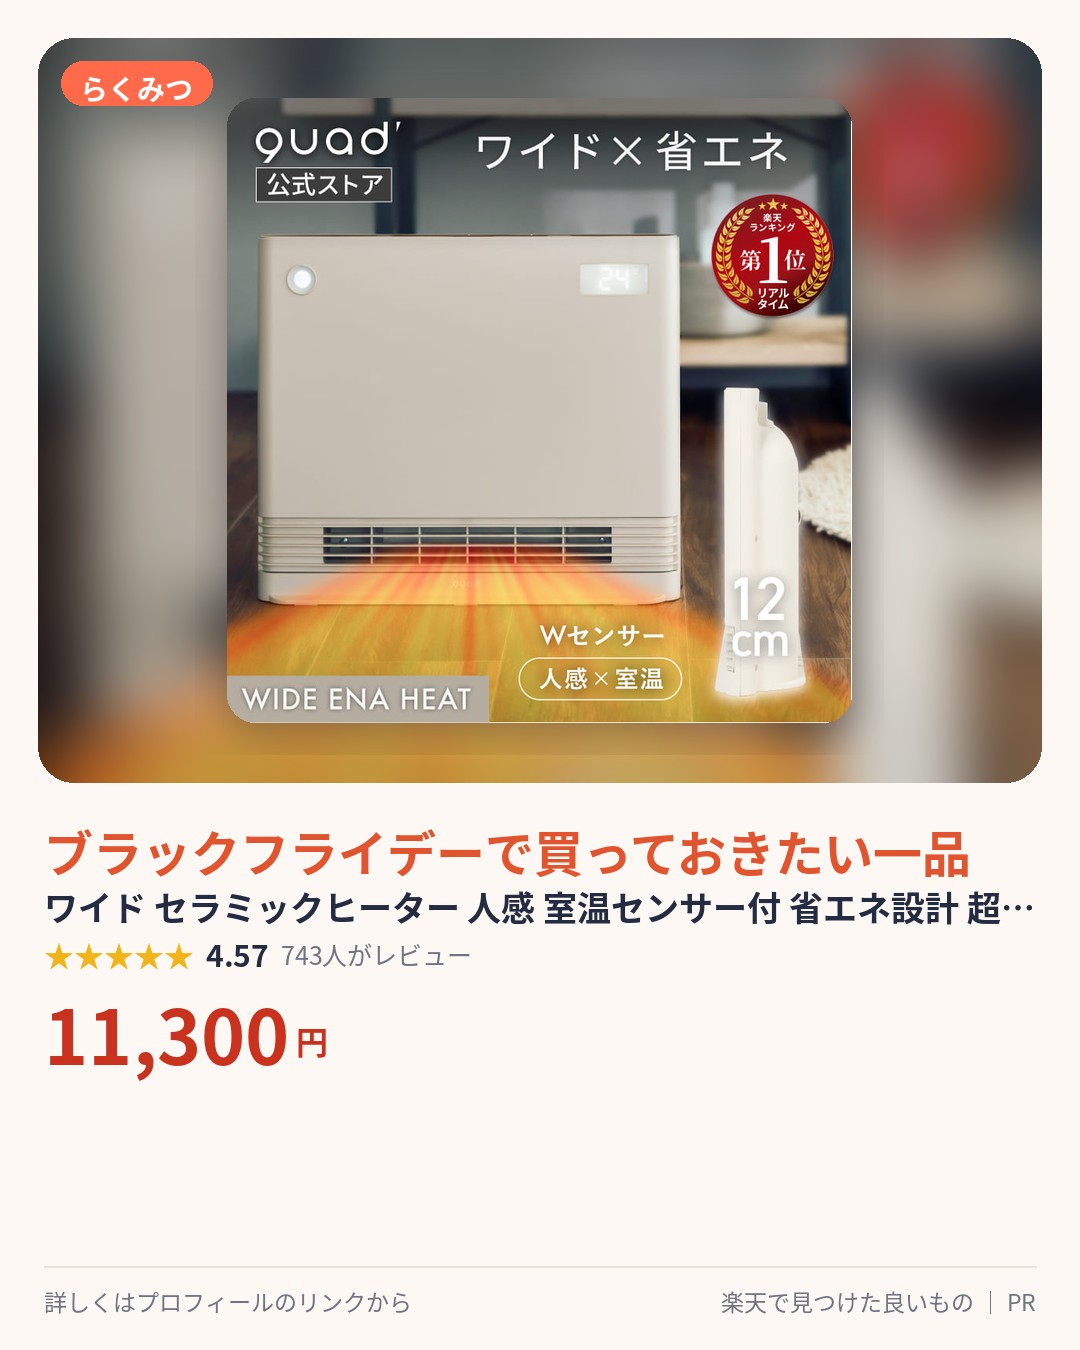 らくみつ
quad'
公式ストア
ワイド×省エネ
楽天
ランキング
第1位
リアル
タイム
24°
12
cm
Wセンサー
人感×室温
WIDE ENA HEAT
ブラックフライデーで買っておきたい一品
ワイド セラミックヒーター 人感 室温センサー付 省エネ設計 超…
★★★★★ 4.57 743人がレビュー
11,300円
詳しくはプロフィールのリンクから
楽天で見つけた良いもの｜PR